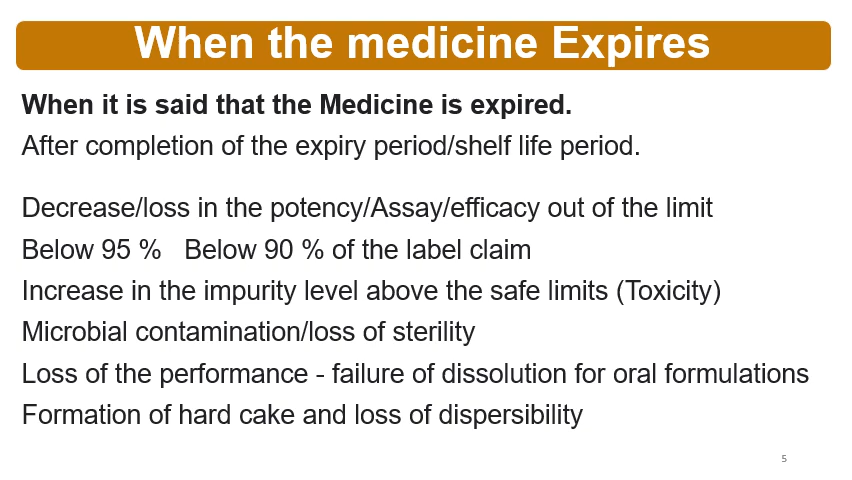 When the medicine Expires
When it is said that the Medicine is expired.
After completion of the expiry period/shelf life period.
Decrease/loss in the potency/Assay/efficacy out of the limit
Below 95 %   Below 90 % of the label claim
Increase in the impurity level above the safe limits (Toxicity)
Microbial contamination/loss of sterility
Loss of the performance - failure of dissolution for oral formulations
Formation of hard cake and loss of dispersibility
5